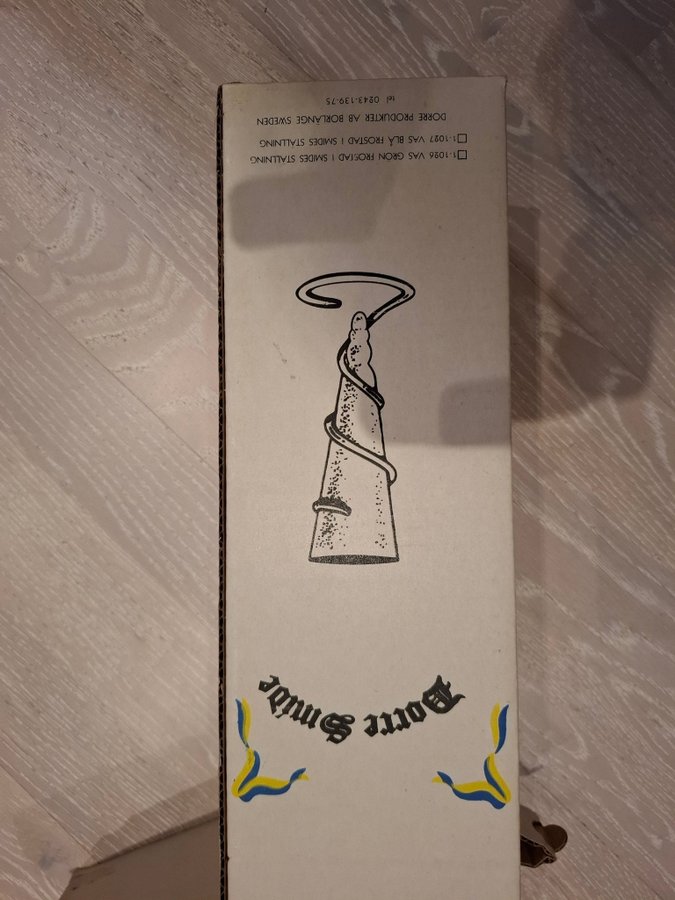 Dorre Smide
1-1026 VAS GRÖN FROSTAD I SMIDES STÄLLNING
1-1027 VAS BLÅ FROSTAD I SMIDES STÄLLNING
DORRE PRODUKTER AB BORLÄNGE SWEDEN
tel 0243-139 75